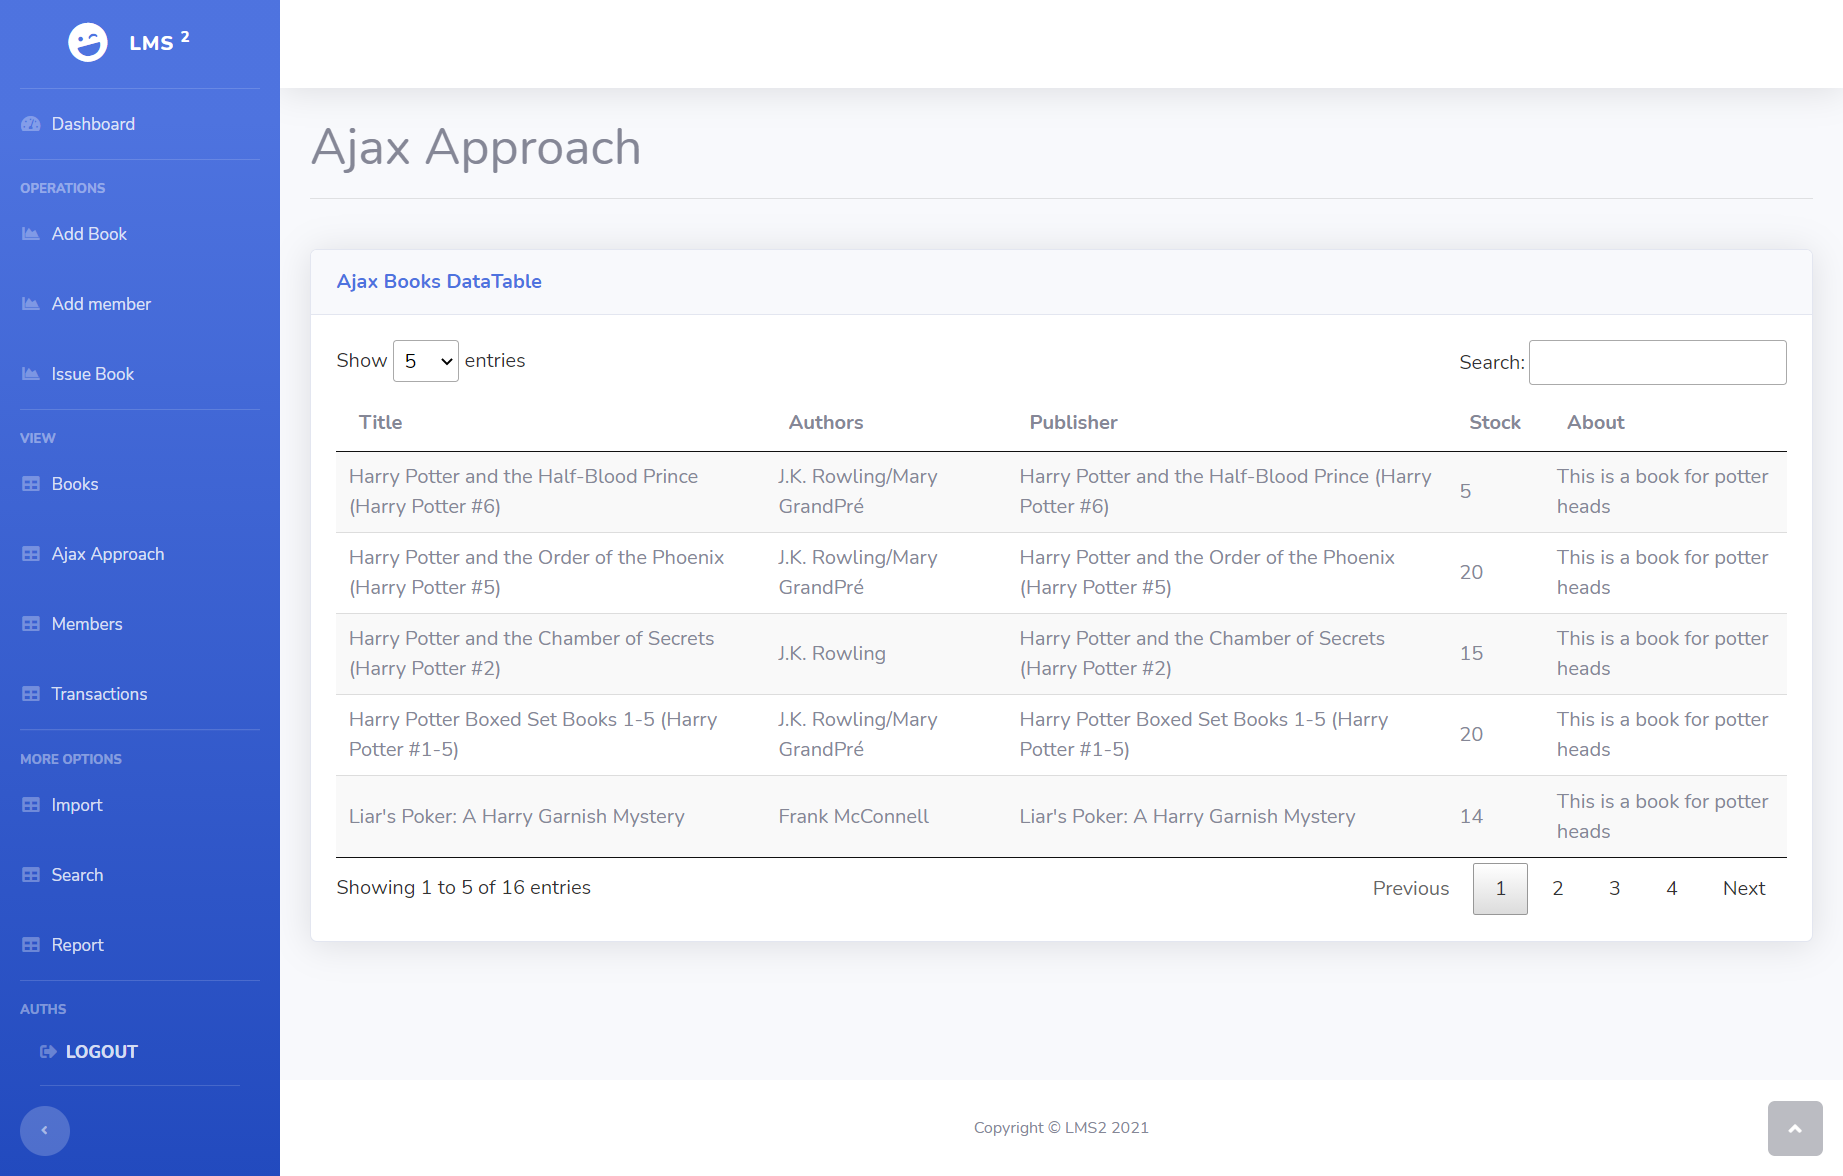 LMS 2
Dashboard
OPERATIONS
Add Book
Add member
Issue Book
VIEW
Books
Ajax Approach
Members
Transactions
MORE OPTIONS
Import
Search
Report
AUTHS
LOGOUT
Ajax Approach
Ajax Books DataTable
Show 5 entries
Search:
Title Authors Publisher Stock About
Harry Potter and the Half-Blood Prince
(Harry Potter #6)
J.K. Rowling/Mary
GrandPré
Harry Potter and the Half-Blood Prince (Harry
Potter #6)
5
This is a book for potter
heads
Harry Potter and the Order of the Phoenix
(Harry Potter #5)
J.K. Rowling/Mary
GrandPré
Harry Potter and the Order of the Phoenix
(Harry Potter #5)
20
This is a book for potter
heads
Harry Potter and the Chamber of Secrets
(Harry Potter #2)
J.K. Rowling
Harry Potter and the Chamber of Secrets
(Harry Potter #2)
15
This is a book for potter
heads
Harry Potter Boxed Set Books 1-5 (Harry
Potter #1-5)
J.K. Rowling/Mary
GrandPré
Harry Potter Boxed Set Books 1-5 (Harry
Potter #1-5)
20
This is a book for potter
heads
Liar's Poker: A Harry Garnish Mystery
Frank McConnell
Liar's Poker: A Harry Garnish Mystery
14
This is a book for potter
heads
Showing 1 to 5 of 16 entries
Previous 1 2 3 4 Next
Copyright © LMS2 2021